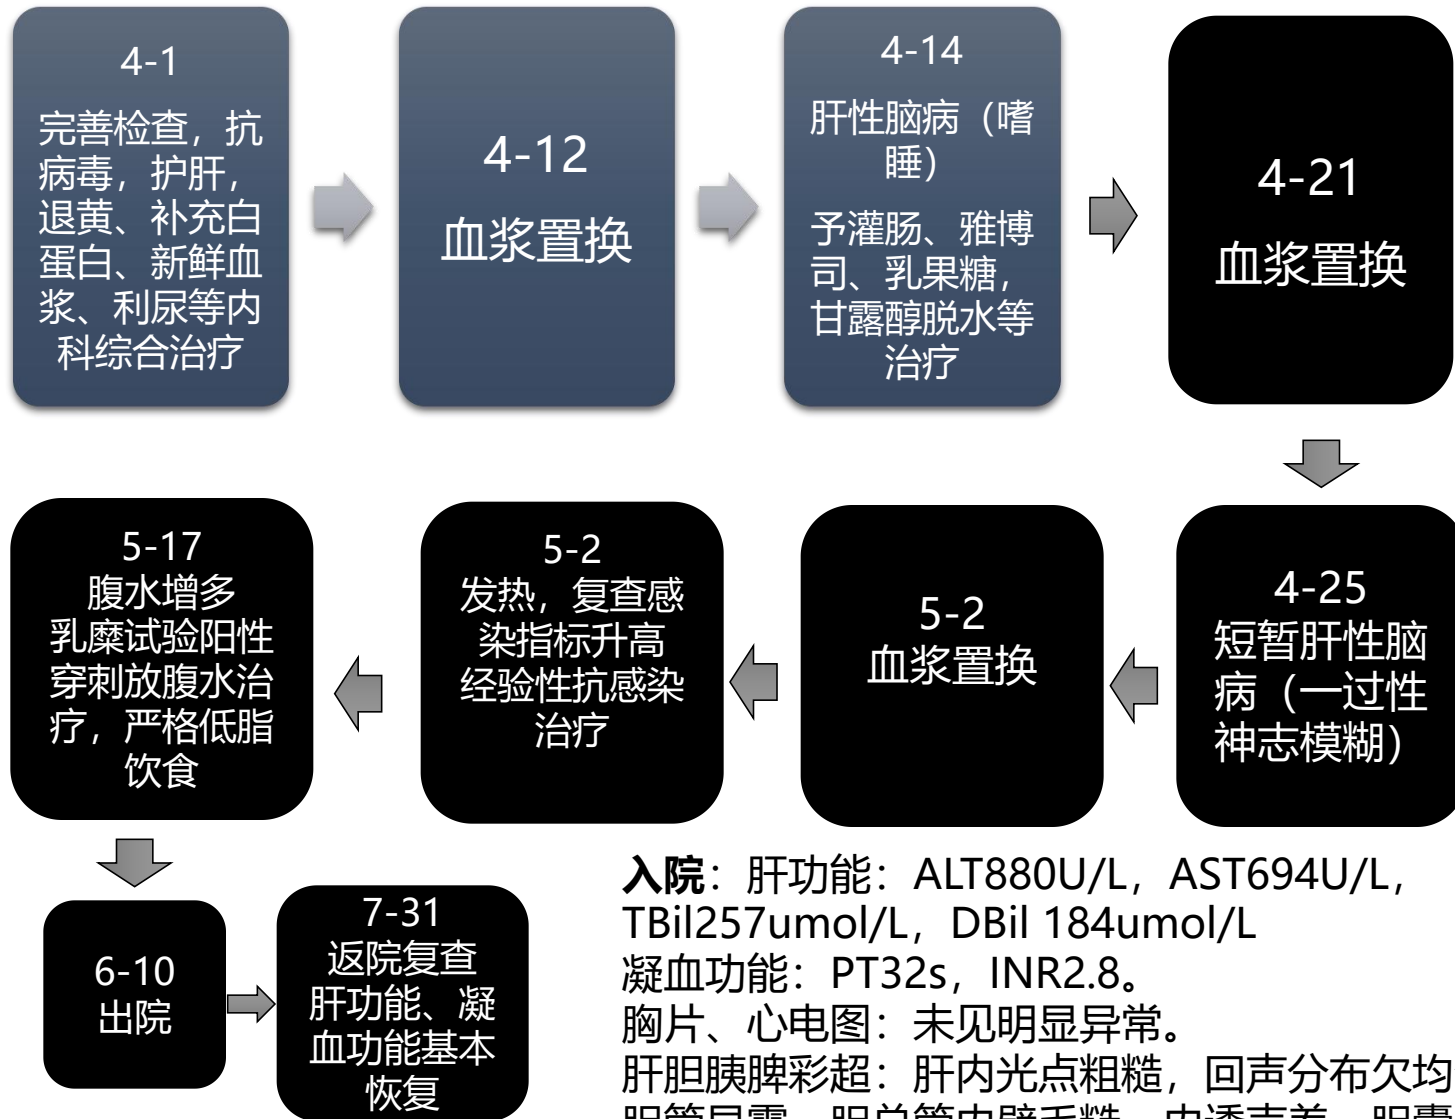 4-1
完善检查，抗
病毒，护肝，
退黄、补充白
蛋白、新鲜血
浆、利尿等内
科综合治疗
4-12
血浆置换
4-14
肝性脑病（嗜
睡）
予灌肠、雅博
司、乳果糖，
甘露醇脱水等
治疗
4-21
血浆置换
4-25
短暂肝性脑
病（一过性
神志模糊）
5-2
血浆置换
5-2
发热，复查感
染指标升高
经验性抗感染
治疗
5-17
腹水增多
乳糜试验阳性
穿刺放腹水治
疗，严格低脂
饮食
6-10
出院
7-31
返院复查
肝功能、凝
血功能基本
恢复
入院：肝功能：ALT880U/L，AST694U/L，
TBil257umol/L，DBil 184umol/L
凝血功能：PT32s，INR2.8。
胸片、心电图：未见明显异常。
肝胆胰脾彩超：肝内光点粗糙，回声分布欠均